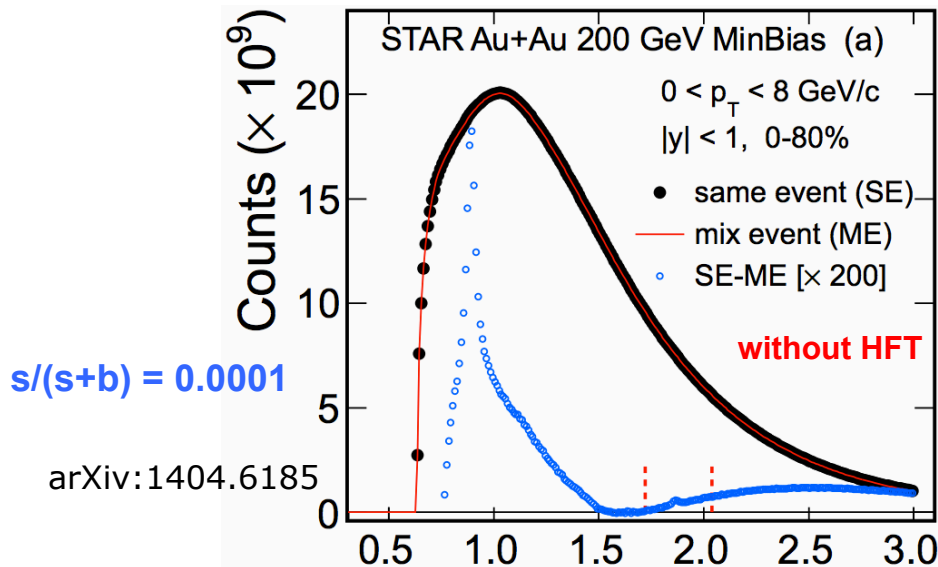 STAR Au+Au 200 GeV MinBias (a)
Counts (× 10⁹)
0 < p_T < 8 GeV/c
|y| < 1, 0-80%
same event (SE)
mix event (ME)
SE-ME [× 200]
without HFT
s/(s+b) = 0.0001
arXiv:1404.6185
20
15
10
5
0
0.5 1.0 1.5 2.0 2.5 3.0